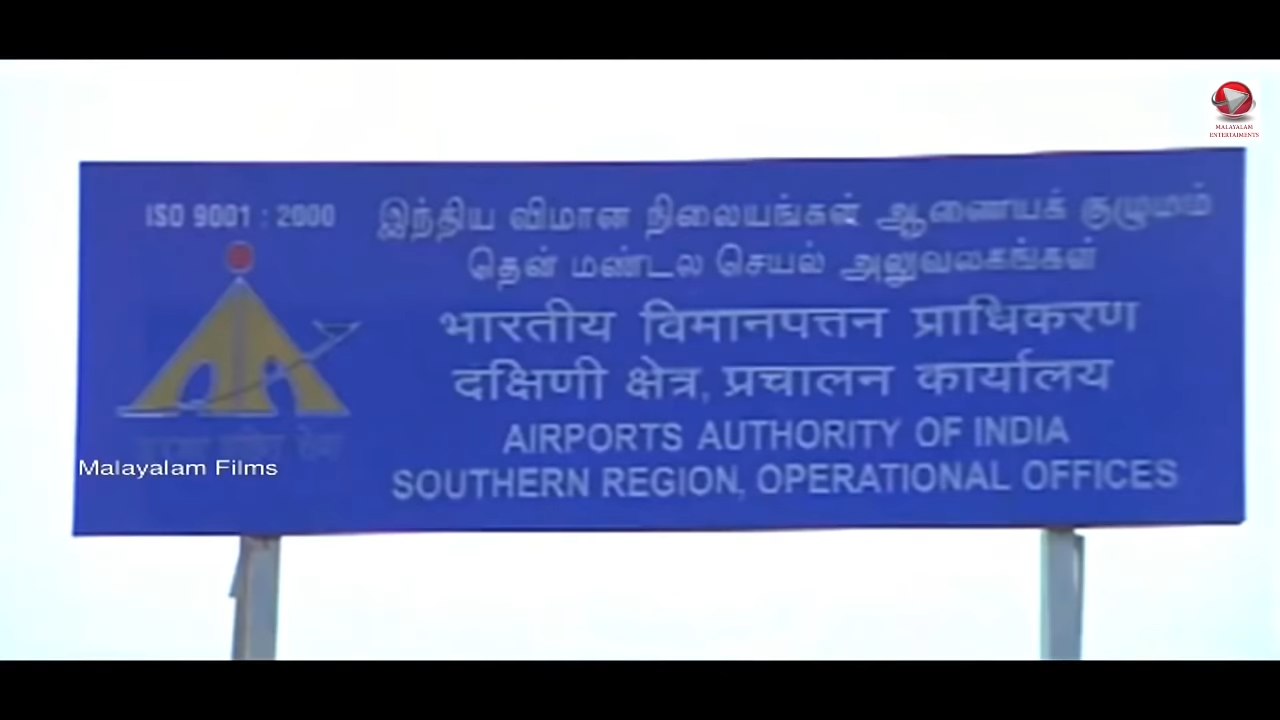 MALAYALAM
ENTERTAIMENTS
ISO 9001 : 2000
இந்திய விமான நிலையங்கள் ஆணையக் குழுமம்
தென் மண்டல செயல் அலுவலகங்கள்
भारतीय विमानपत्तन प्राधिकरण
दक्षिणी क्षेत्र, प्रचालन कार्यालय
AIRPORTS AUTHORITY OF INDIA
SOUTHERN REGION, OPERATIONAL OFFICES
Malayalam Films